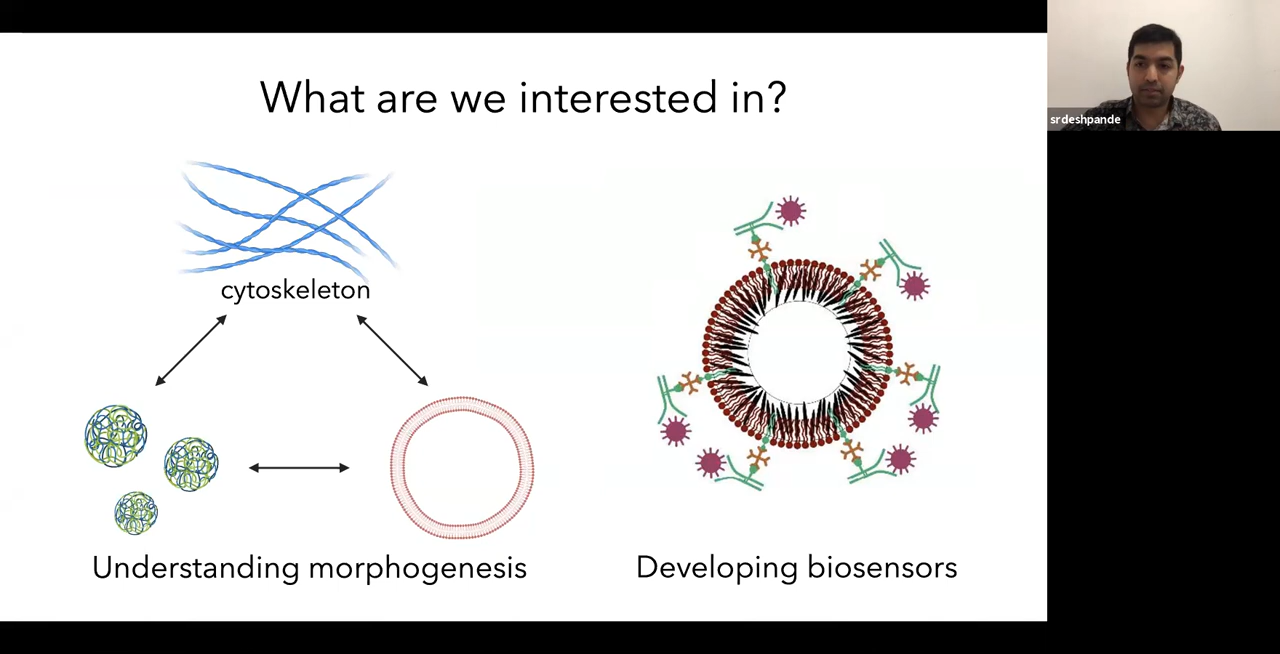 What are we interested in?
srdeshpande
cytoskeleton
Understanding morphogenesis
Developing biosensors